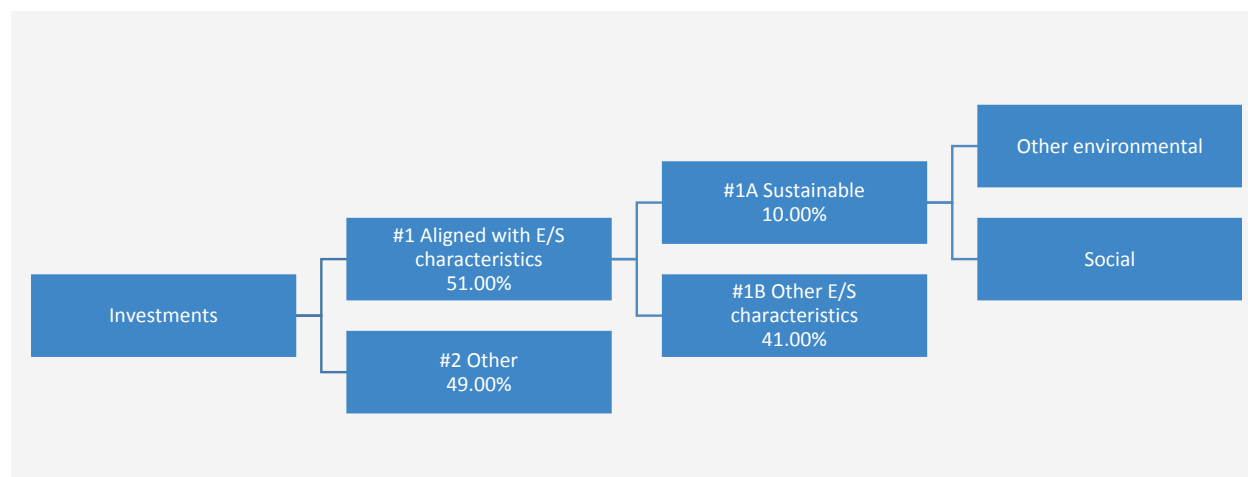 Investments
#1 Aligned with E/S
characteristics
51.00%
#2 Other
49.00%
#1A Sustainable
10.00%
#1B Other E/S
characteristics
41.00%
Other environmental
Social